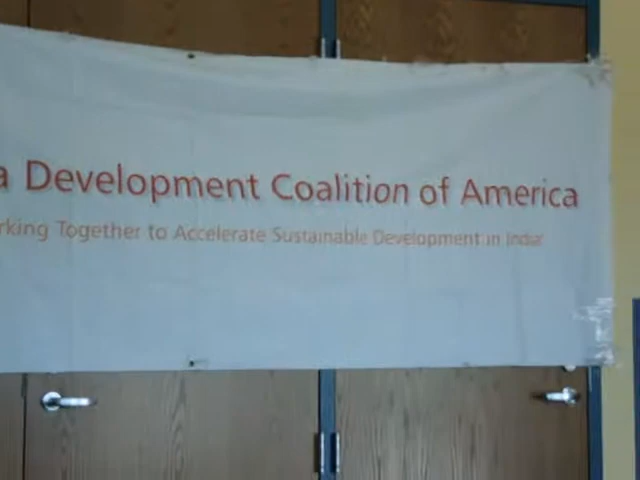 a Development Coalition of America
rking Together to Accelerate Sustainable Development in India